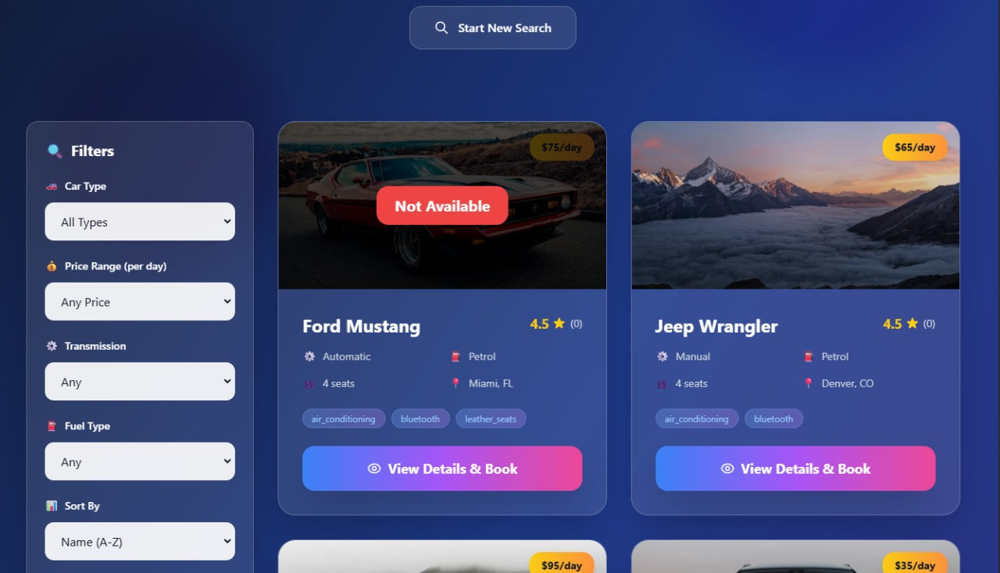 Start New Search
Filters
Car Type
All Types
Price Range (per day)
Any Price
Transmission
Any
Fuel Type
Any
Sort By
Name (A-Z)
$75/day
Not Available
Ford Mustang
4.5 ★ (0)
Automatic
Petrol
4 seats
Miami, FL
air_conditioning bluetooth leather_seats
View Details & Book
$65/day
Jeep Wrangler
4.5 ★ (0)
Manual
Petrol
4 seats
Denver, CO
air_conditioning bluetooth
View Details & Book
$95/day
$35/day